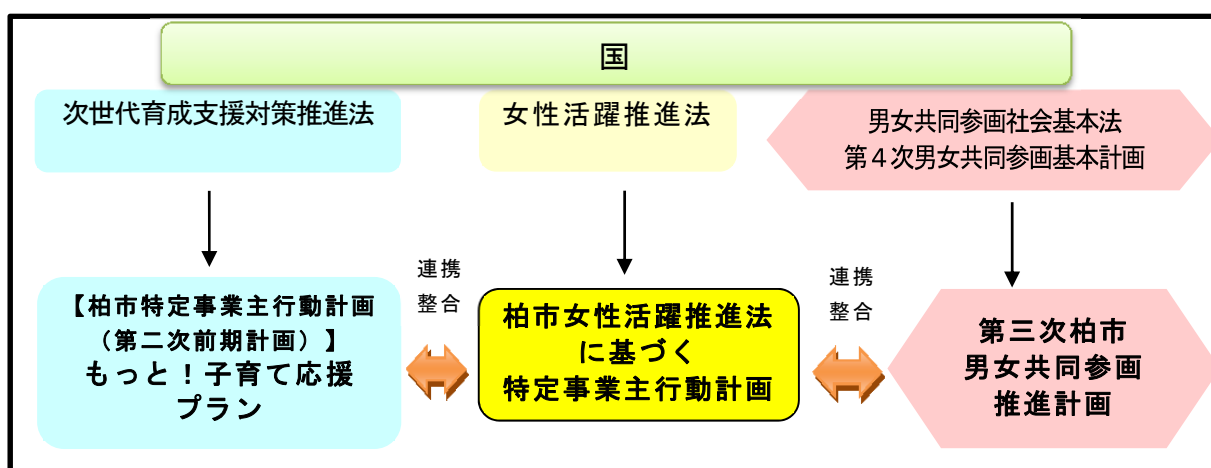 国
次世代育成支援対策推進法
女性活躍推進法
男女共同参画社会基本法
第４次男女共同参画基本計画
連携
整合
連携
整合
【柏市特定事業主行動計画
（第二次前期計画）】
もっと！子育て応援
プラン
柏市女性活躍推進法
に基づく
特定事業主行動計画
第三次柏市
男女共同参画
推進計画